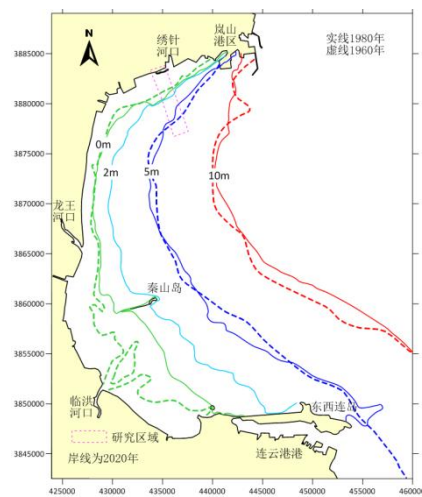 绣针
河口
岚山
港区
实线1980年
虚线1960年
N
3885000
3880000
0m
2m
5m
10m
3875000
3870000
龙王
河口
3865000
秦山岛
3860000
3855000
临洪
河口
3850000
东西连岛
研究区域
连云港港
岸线为2020年
3845000
425000 430000 435000 440000 445000 450000 455000 460000